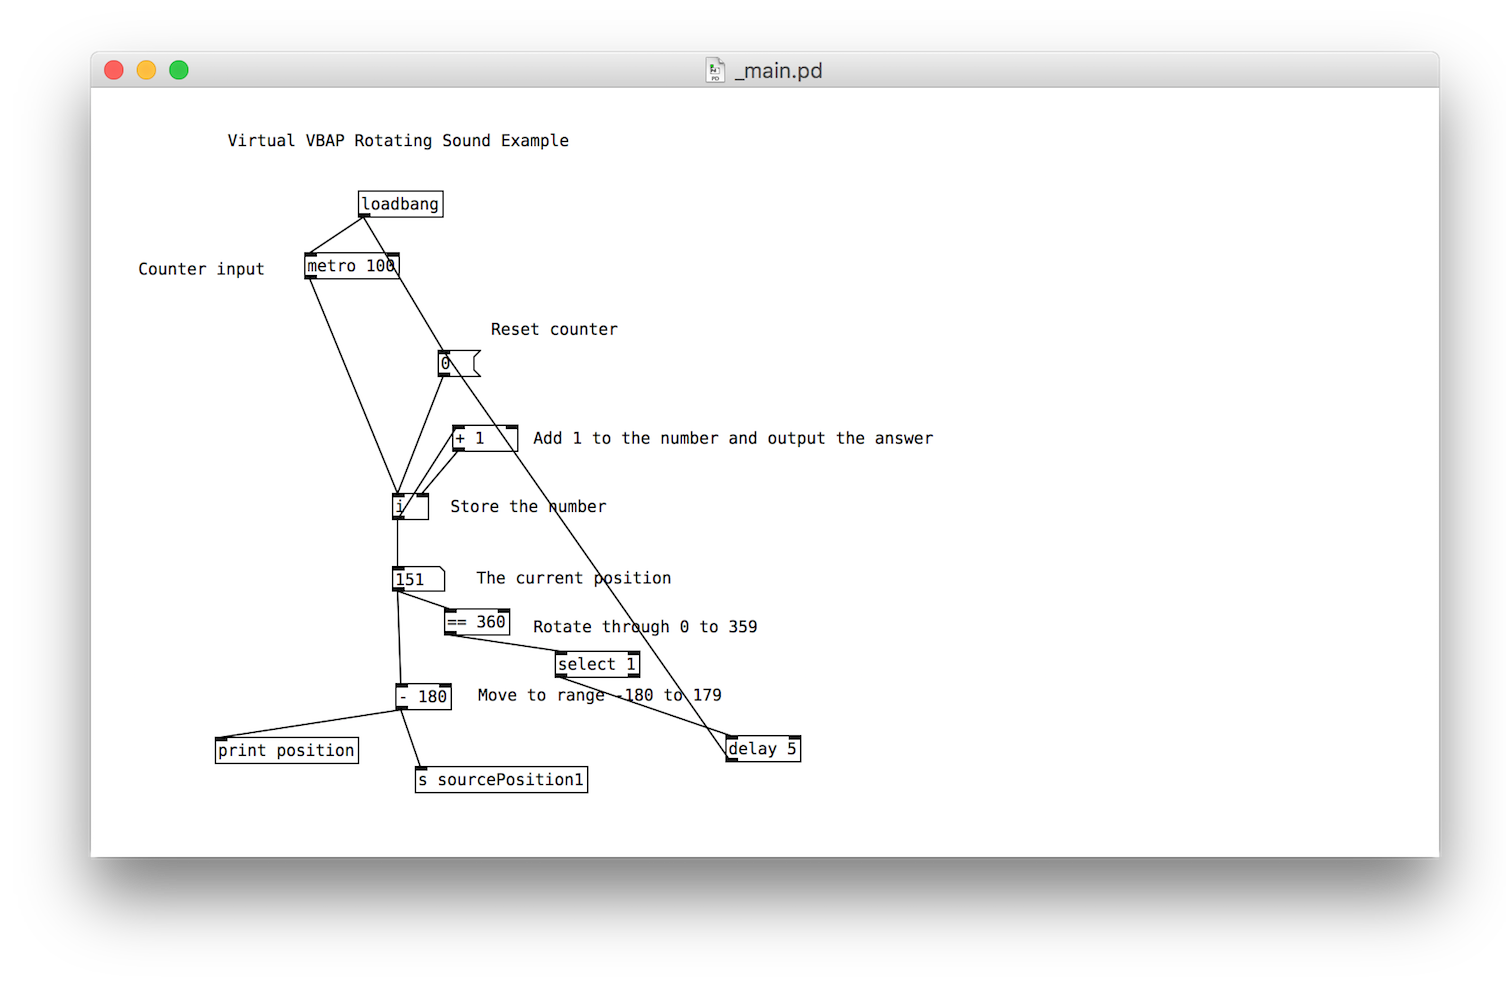 _main.pd
Virtual VBAP Rotating Sound Example
loadbang
Counter input
metro 100
Reset counter
0
+ 1
Add 1 to the number and output the answer
i
Store the number
151
The current position
== 360
Rotate through 0 to 359
select 1
- 180
Move to range -180 to 179
print position
delay 5
s sourcePosition1